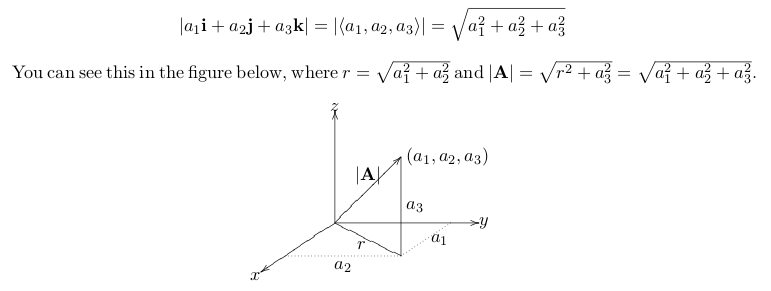 |a₁𝐢 + a₂𝐣 + a₃𝐤| = |⟨a₁, a₂, a₃⟩| = √(a₁² + a₂² + a₃²)
You can see this in the figure below, where r = √(a₁² + a₂²) and |𝐀| = √(r² + a₃²) = √(a₁² + a₂² + a₃²).
z
(a₁, a₂, a₃)
|𝐀|
a₃
y
a₁
r
a₂
x